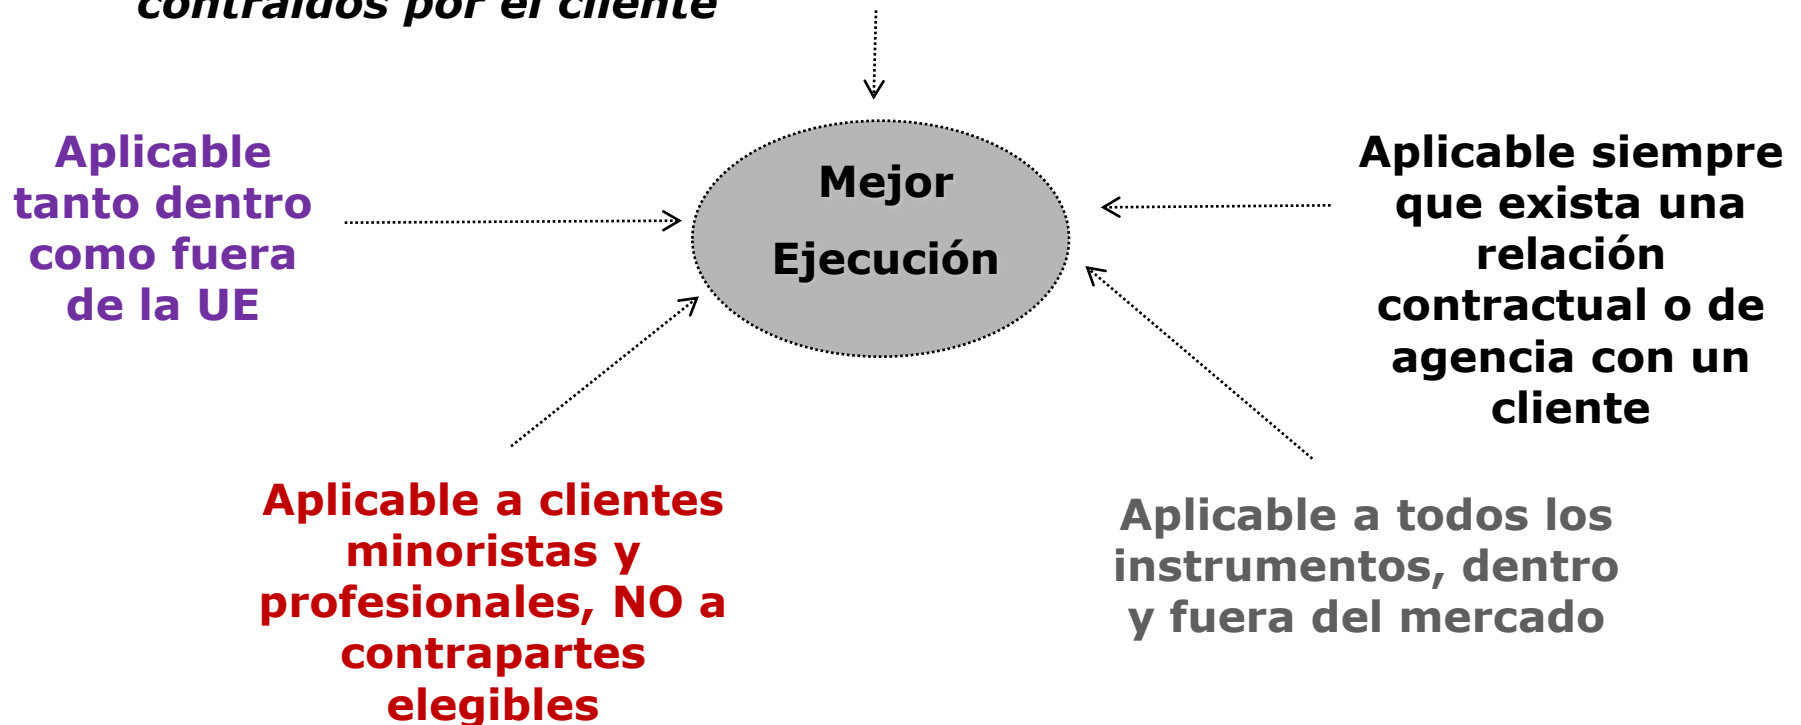 contraídos por el cliente
Mejor
Ejecución
Aplicable
tanto dentro
como fuera
de la UE
Aplicable siempre
que exista una
relación
contractual o de
agencia con un
cliente
Aplicable a clientes
minoristas y
profesionales, NO a
contrapartes
elegibles
Aplicable a todos los
instrumentos, dentro
y fuera del mercado